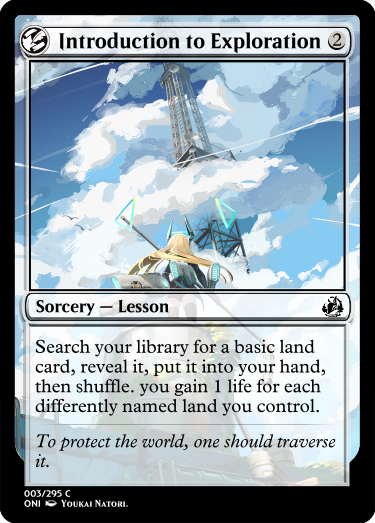 Introduction to Exploration 2
Sorcery — Lesson
Search your library for a basic land
card, reveal it, put it into your hand,
then shuffle. you gain 1 life for each
differently named land you control.
To protect the world, one should traverse
it.
003/295 C
ONI Youkai Natori.